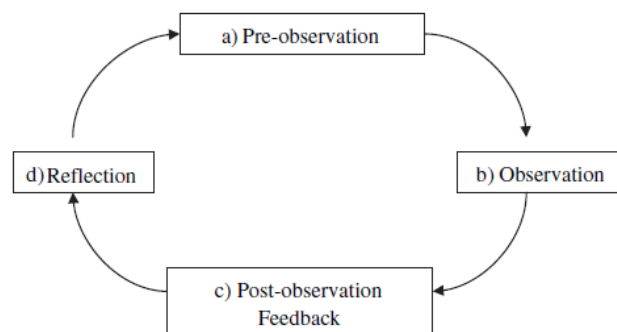 a) Pre-observation
d) Reflection
b) Observation
c) Post-observation
Feedback